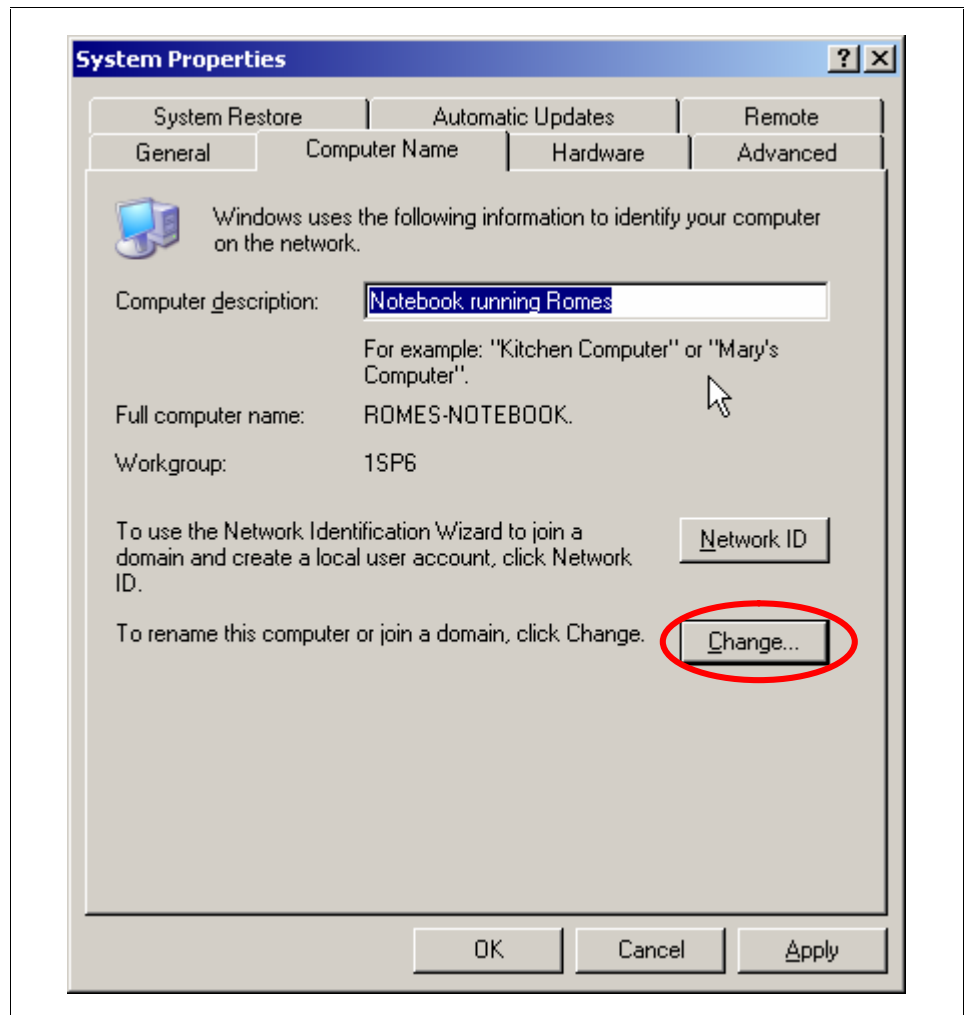 System Properties
System Restore
Automatic Updates
Remote
General
Computer Name
Hardware
Advanced
Windows uses the following information to identify your computer
on the network.
Computer description:
Notebook running Romes
For example: "Kitchen Computer" or "Mary's
Computer".
Full computer name:
ROMES-NOTEBOOK.
Workgroup:
1SP6
To use the Network Identification Wizard to join a
domain and create a local user account, click Network
ID.
Network ID
To rename this computer or join a domain, click Change.
Change...
OK
Cancel
Apply